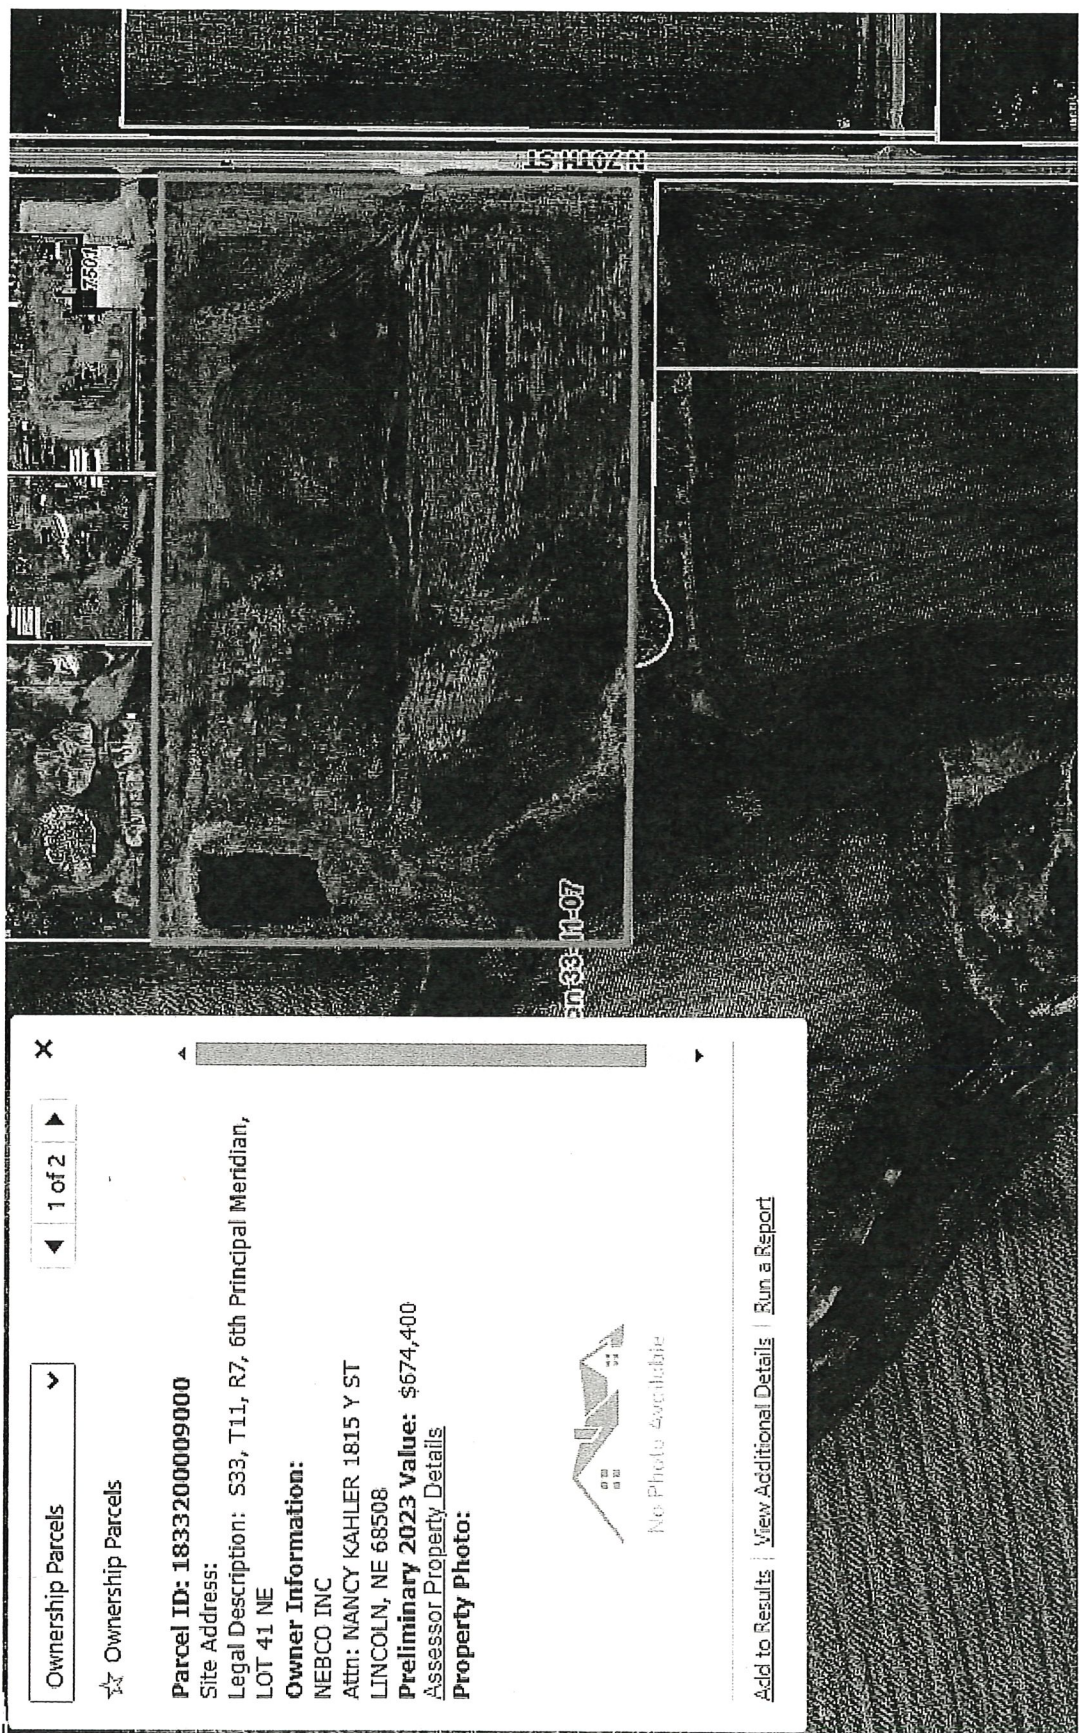 Ownership Parcels
1 of 2
Ownership Parcels
Parcel ID: 1833200009000
Site Address:
Legal Description: S33, T11, R7, 6th Principal Meridian,
LOT 41 NE
Owner Information:
NEBCO INC
Attn: NANCY KAHLER 1815 Y ST
LINCOLN, NE 68508
Preliminary 2023 Value: $674,400
Assessor Property Details
Property Photo:
No Photo Available
Add to Results | View Additional Details | Run a Report
33-11-07
7501
N 70TH ST